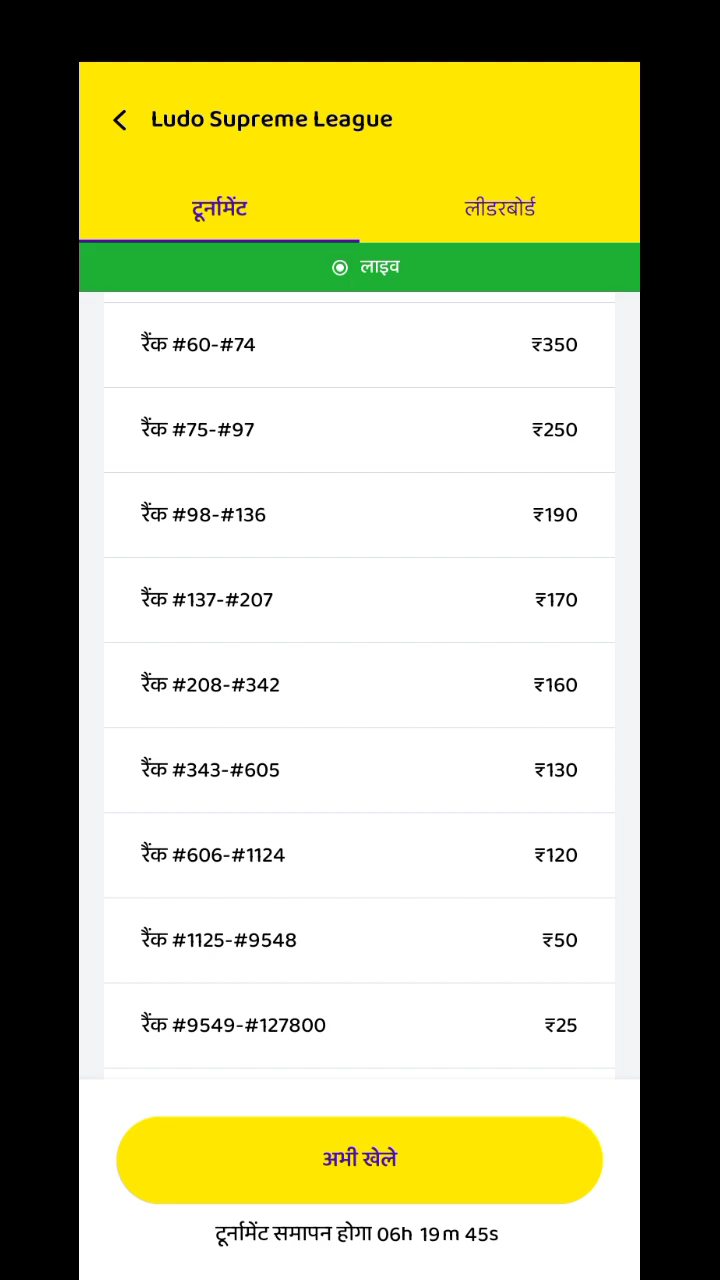 Ludo Supreme League
टूर्नामेंट लीडरबोर्ड
लाइव
रैंक #60-#74 ₹350
रैंक #75-#97 ₹250
रैंक #98-#136 ₹190
रैंक #137-#207 ₹170
रैंक #208-#342 ₹160
रैंक #343-#605 ₹130
रैंक #606-#1124 ₹120
रैंक #1125-#9548 ₹50
रैंक #9549-#127800 ₹25
अभी खेले
टूर्नामेंट समापन होगा 06h 19m 45s